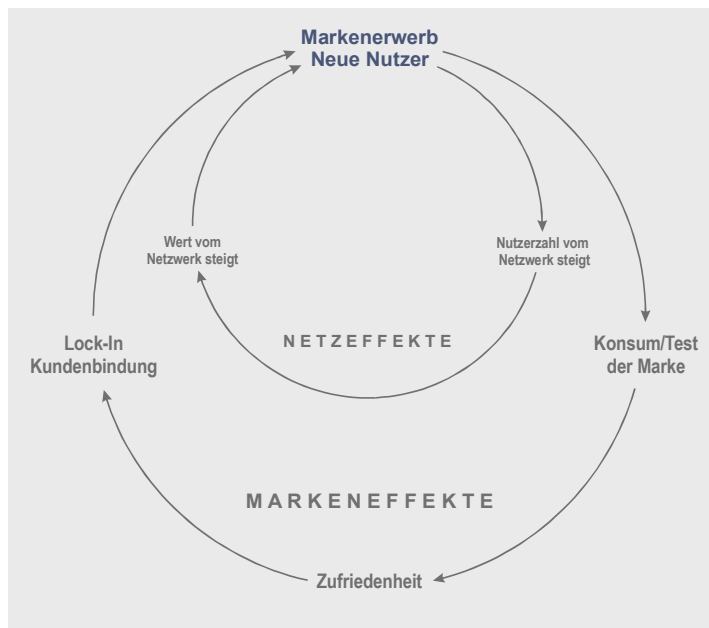 Markenerwerb
Neue Nutzer
Wert vom
Netzwerk steigt
Nutzerzahl vom
Netzwerk steigt
NETZEFFEKTE
Lock-In
Kundenbindung
Konsum/Test
der Marke
MARKENEFFEKTE
Zufriedenheit